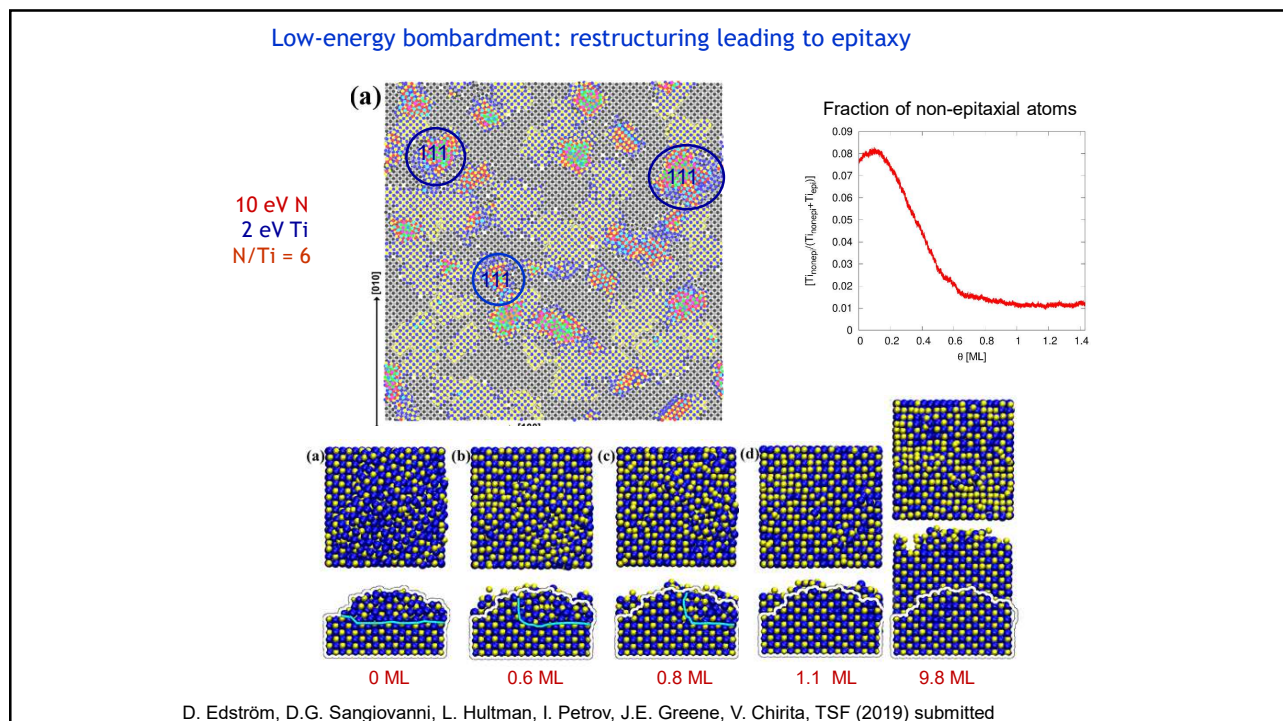 Low-energy bombardment: restructuring leading to epitaxy
(a)
111
111
111
[010]
10 eV N
2 eV Ti
N/Ti = 6
Fraction of non-epitaxial atoms
[Ti_nonepi/(Ti_nonepi+Ti_epi)]
0.09
0.08
0.07
0.06
0.05
0.04
0.03
0.02
0.01
0
0 0.2 0.4 0.6 0.8 1 1.2 1.4
θ [ML]
(a) (b) (c) (d)
0 ML 0.6 ML 0.8 ML 1.1 ML 9.8 ML
D. Edström, D.G. Sangiovanni, L. Hultman, I. Petrov, J.E. Greene, V. Chirita, TSF (2019) submitted